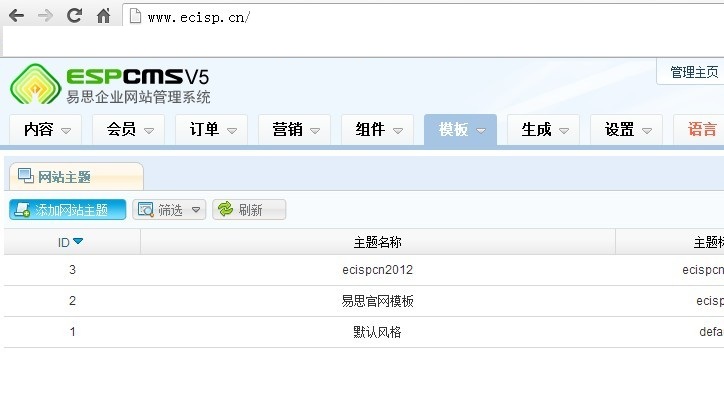 www.ecisp.cn/
ESPCMS V5
管理主页
易思企业网站管理系统
内容 会员 订单 营销 组件 模板 生成 设置 语言
网站主题
添加网站主题 筛选 刷新
ID 主题名称 主题标
3 ecispcn2012 ecispcn
2 易思官网模板 ecisp
1 默认风格 defau